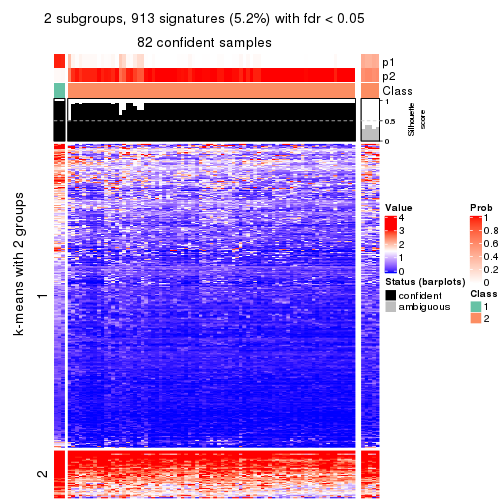 2 subgroups, 913 signatures (5.2%) with fdr < 0.05
82 confident samples
p1
p2
Class
1
0.5
0
Silhouette
score
k-means with 2 groups
1
2
Value
4
3
2
1
0
Prob
1
0.8
0.6
0.4
0.2
0
Status (barplots)
confident
ambiguous
Class
1
2